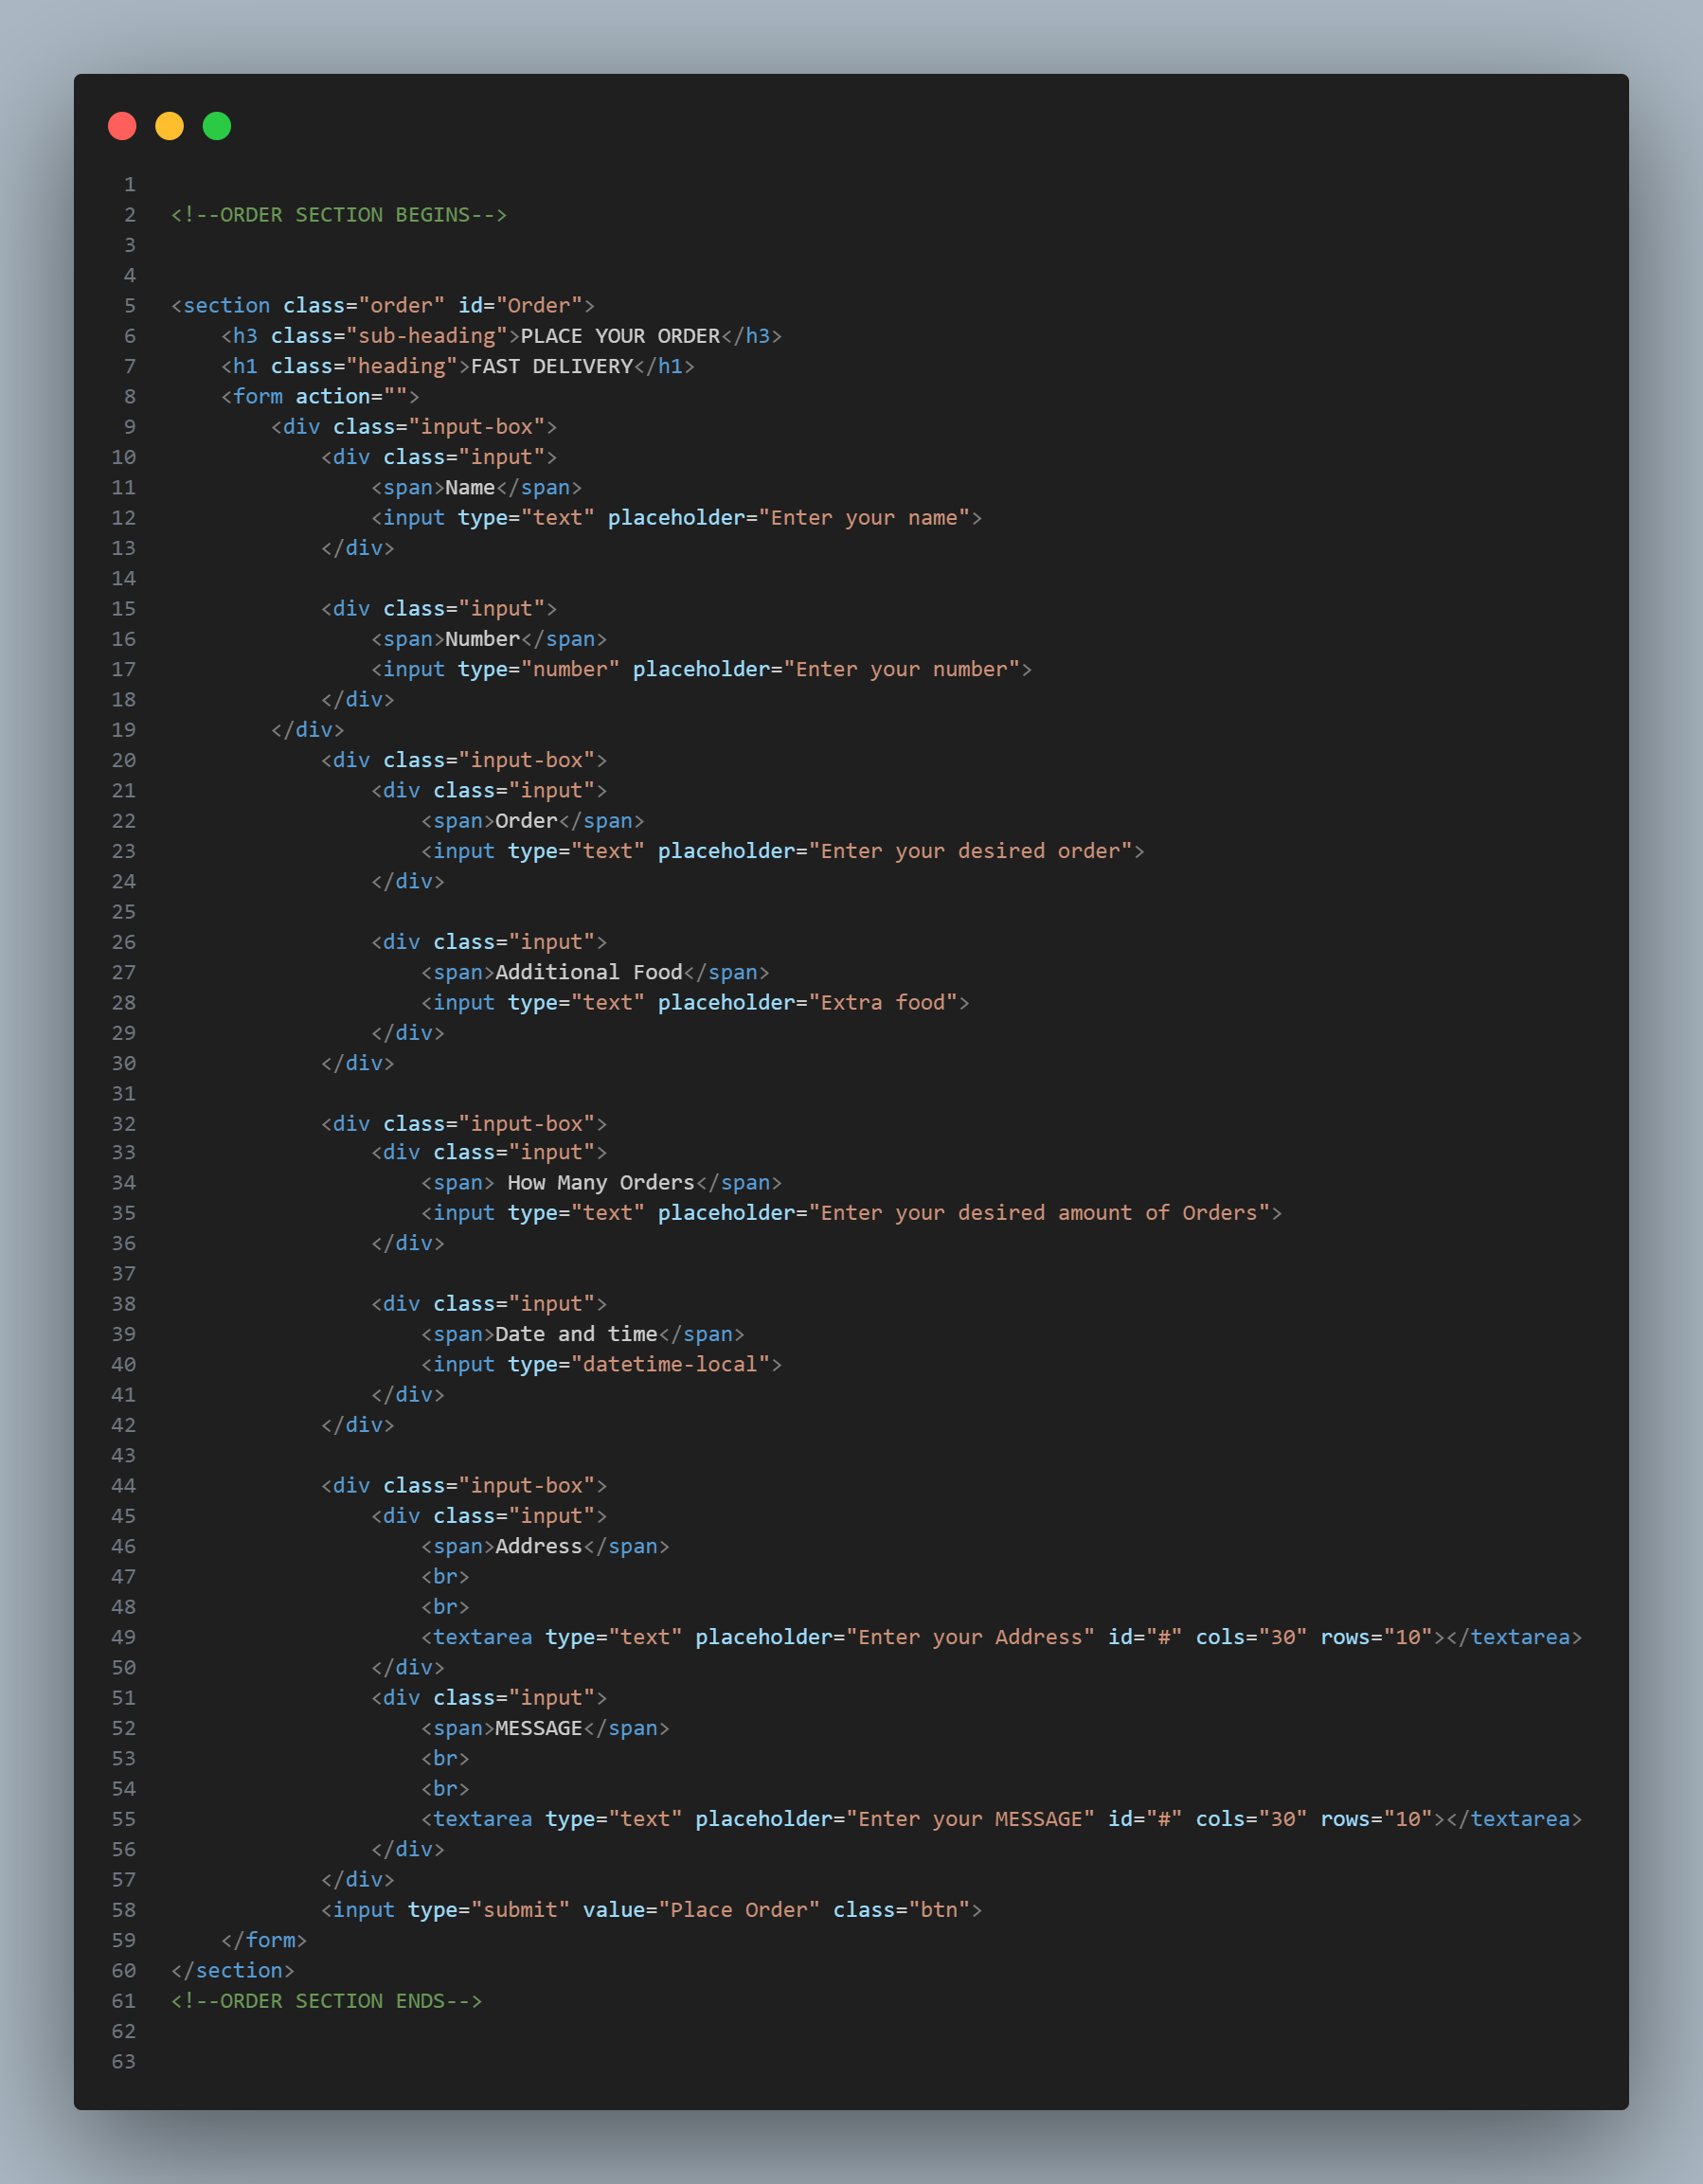 1
2 <!--ORDER SECTION BEGINS-->
3
4
5 <section class="order" id="Order">
6     <h3 class="sub-heading">PLACE YOUR ORDER</h3>
7     <h1 class="heading">FAST DELIVERY</h1>
8     <form action="">
9         <div class="input-box">
10             <div class="input">
11                 <span>Name</span>
12                 <input type="text" placeholder="Enter your name">
13             </div>
14
15             <div class="input">
16                 <span>Number</span>
17                 <input type="number" placeholder="Enter your number">
18             </div>
19         </div>
20             <div class="input-box">
21                 <div class="input">
22                     <span>Order</span>
23                     <input type="text" placeholder="Enter your desired order">
24                 </div>
25
26                 <div class="input">
27                     <span>Additional Food</span>
28                     <input type="text" placeholder="Extra food">
29                 </div>
30             </div>
31
32             <div class="input-box">
33                 <div class="input">
34                     <span> How Many Orders</span>
35                     <input type="text" placeholder="Enter your desired amount of Orders">
36                 </div>
37
38                 <div class="input">
39                     <span>Date and time</span>
40                     <input type="datetime-local">
41                 </div>
42             </div>
43
44             <div class="input-box">
45                 <div class="input">
46                     <span>Address</span>
47                     <br>
48                     <br>
49                     <textarea type="text" placeholder="Enter your Address" id="#" cols="30" rows="10"></textarea>
50                 </div>
51                 <div class="input">
52                     <span>MESSAGE</span>
53                     <br>
54                     <br>
55                     <textarea type="text" placeholder="Enter your MESSAGE" id="#" cols="30" rows="10"></textarea>
56                 </div>
57             </div>
58             <input type="submit" value="Place Order" class="btn">
59     </form>
60 </section>
61 <!--ORDER SECTION ENDS-->
62
63